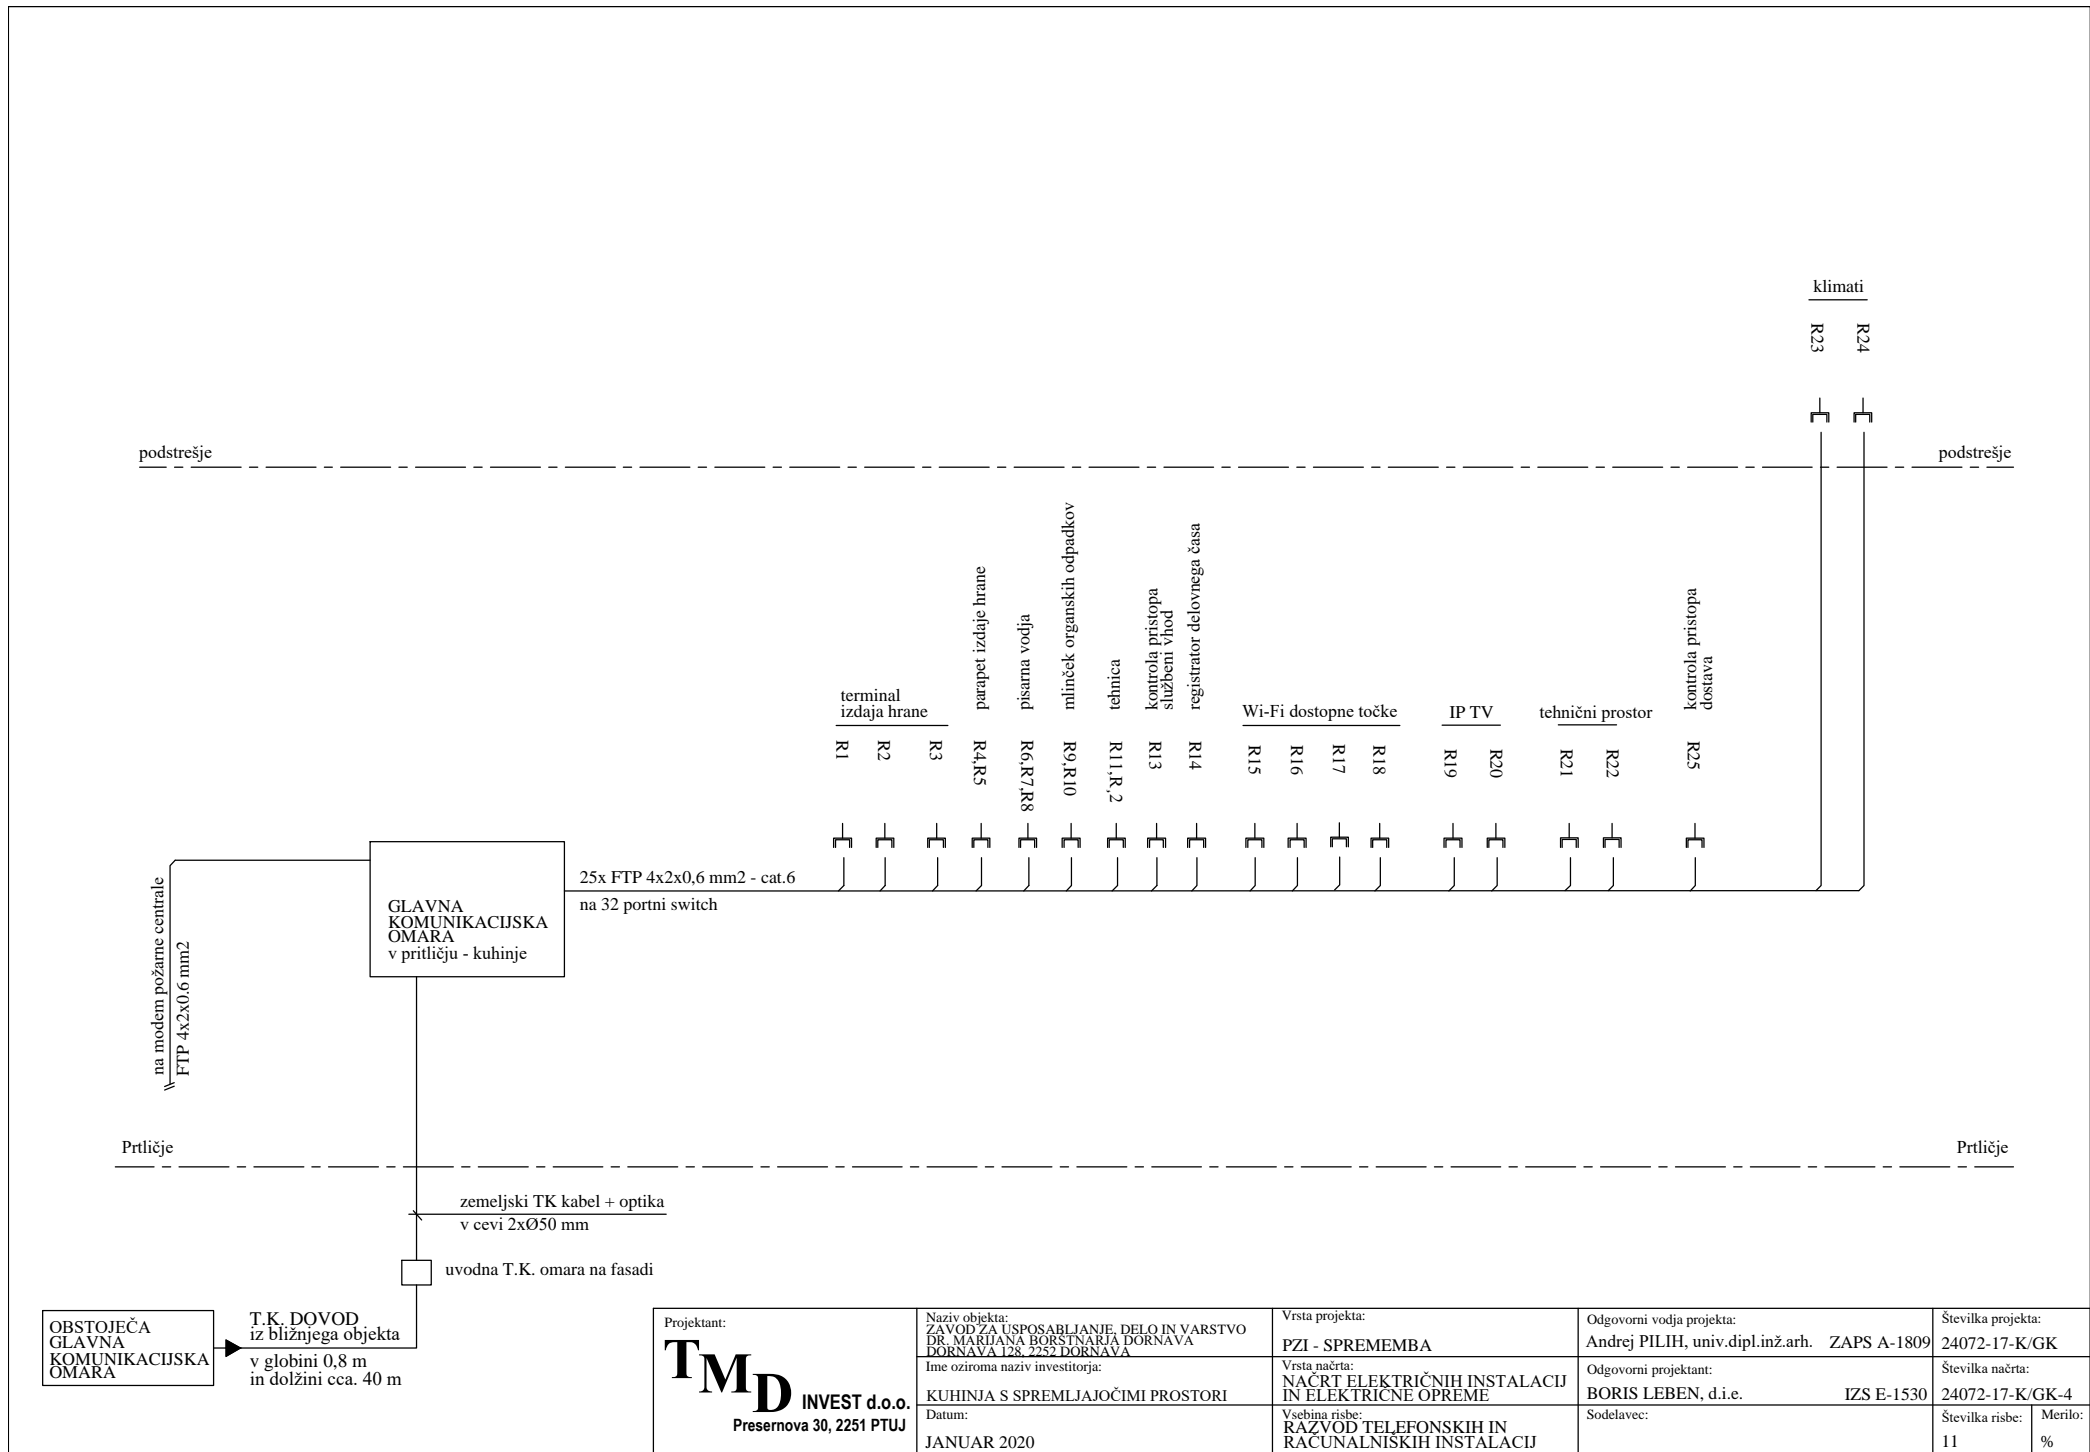 klimati
R23
R24
podstrešje
podstrešje
terminal
izdaja hrane
parapet izdaje hrane
pisarna vodja
mlinček organskih odpadkov
tehnica
kontrola pristopa
službeni vhod
registrator delovnega časa
Wi-Fi dostopne točke
IP TV
tehnični prostor
kontrola pristopa
dostava
R1
R2
R3
R4,R5
R6,R7,R8
R9,R10
R11,R,2
R13
R14
R15
R16
R17
R18
R19
R20
R21
R22
R25
25x FTP 4x2x0,6 mm2 - cat.6
na 32 portni switch
GLAVNA
KOMUNIKACIJSKA
OMARA
v pritličju - kuhinje
na modem požarne centrale
FTP 4x2x0.6 mm2
Prtličje
Prtličje
zemeljski TK kabel + optika
v cevi 2xØ50 mm
uvodna T.K. omara na fasadi
OBSTOJEČA
GLAVNA
KOMUNIKACIJSKA
OMARA
T.K. DOVOD
iz bližnjega objekta
v globini 0,8 m
in dolžini cca. 40 m
Projektant:
TMD INVEST d.o.o.
Presernova 30, 2251 PTUJ
Naziv objekta:
ZAVOD ZA USPOSABLJANJE, DELO IN VARSTVO
DR. MARIJANA BORŠTNARJA DORNAVA
DORNAVA 128, 2252 DORNAVA
Ime oziroma naziv investitorja:
KUHINJA S SPREMLJAJOČIMI PROSTORI
Datum:
JANUAR 2020
Vrsta projekta:
PZI - SPREMEMBA
Vrsta načrta:
NAČRT ELEKTRIČNIH INSTALACIJ
IN ELEKTRIČNE OPREME
Vsebina risbe:
RAZVOD TELEFONSKIH IN
RAČUNALNIŠKIH INSTALACIJ
Odgovorni vodja projekta:
Andrej PILIH, univ.dipl.inž.arh. ZAPS A-1809
Odgovorni projektant:
BORIS LEBEN, d.i.e. IZS E-1530
Sodelavec:
Številka projekta:
24072-17-K/GK
Številka načrta:
24072-17-K/GK-4
Številka risbe:
11
Merilo:
%